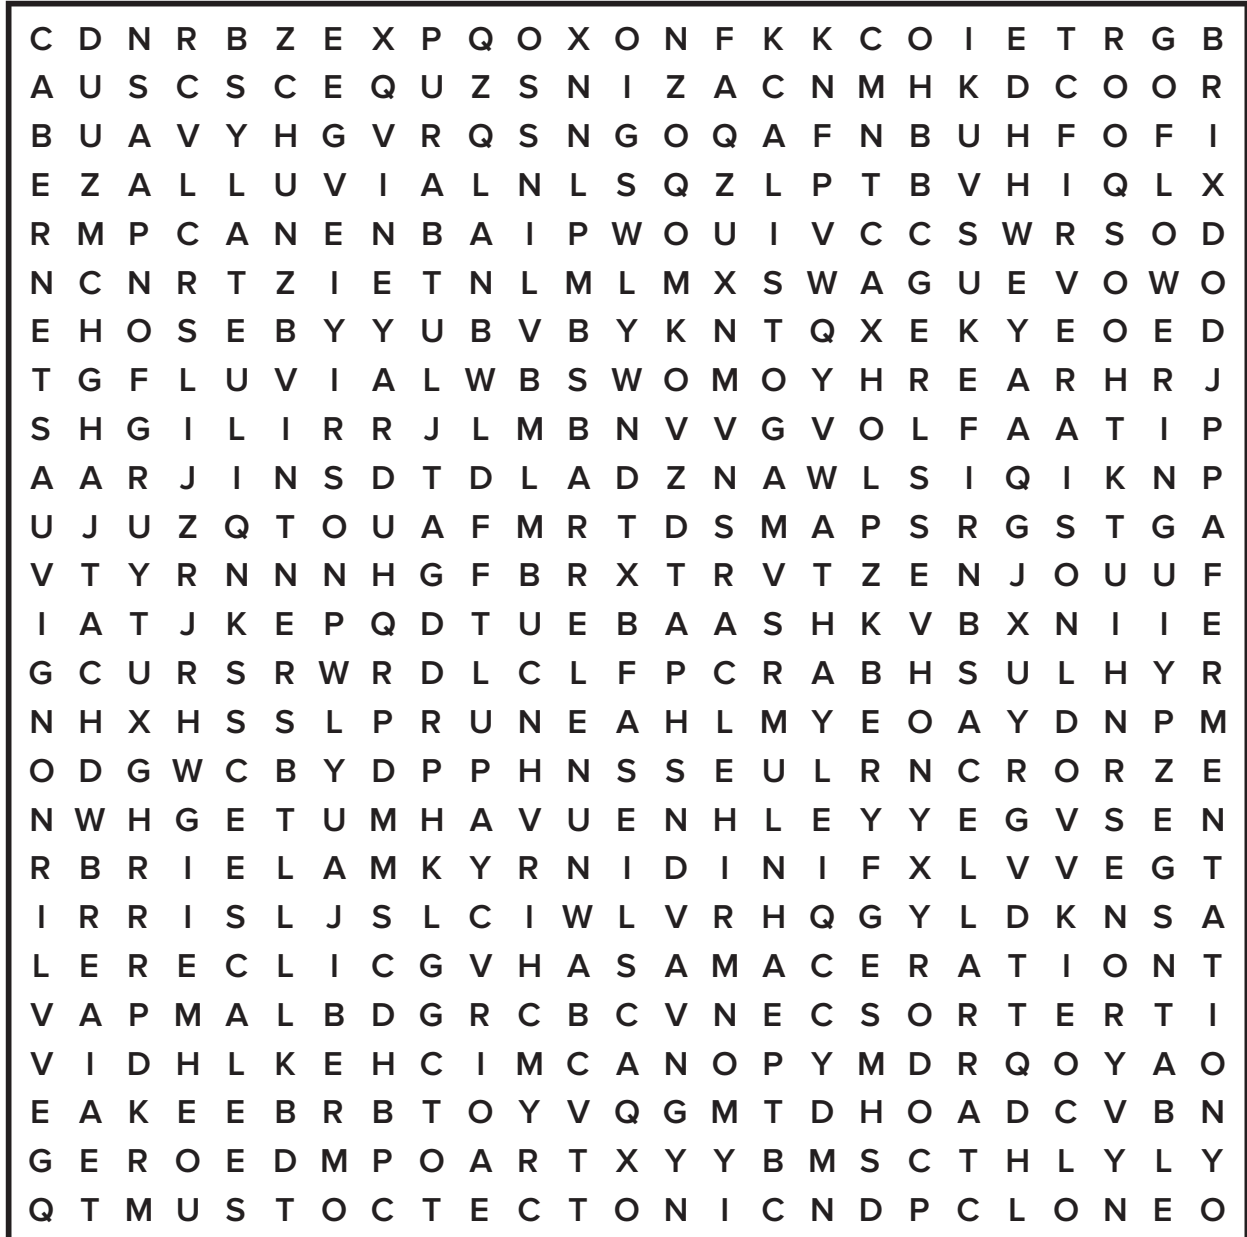 C D N R B Z E X P Q O X O N F K K C O I E T R G B
A U S C S C E Q U Z S N I Z A C N M H K D C O O R
B U A V Y H G V R Q S N G O Q A F N B U H F O F I
E Z A L L U V I A L N L S Q Z L P T B V H I Q L X
R M P C A N E N B A I P W O U I V C C S W R S O D
N C N R T Z I E T N L M L M X S W A G U E V O W O
E H O S E B Y Y U B V B Y K N T Q X E K Y E O E D
T G F L U V I A L W B S W O M O Y H R E A R H R J
S H G I L I R R J L M B N V V G V O L F A A T I P
A A R J I N S D T D L A D Z N A W L S I Q I K N P
U J U Z Q T O U A F M R T D S M A P S R G S T G A
V T Y R N N N H G F B R X T R V T Z E N J O U U F
I A T J K E P Q D T U E B A A S H K V B X N I I E
G C U R S R W R D L C L F P C R A B H S U L H Y R
N H X H S S L P R U N E A H L M Y E O A Y D N P M
O D G W C B Y D P P H N S S E U L R N C R O R Z E
N W H G E T U M H A V U E N H L E Y Y E G V S E N
R B R I E L A M K Y R N I D I N I F X L V V E G T
I R R I S L J S L C I W L V R H Q G Y L D K N S A
L E R E C L I C G V H A S A M A C E R A T I O N T
V A P M A L B D G R C B C V N E C S O R T E R T I
V I D H L K E H C I M C A N O P Y M D R Q O Y A O
E A K E E B R B T O Y V Q G M T D H O A D C V B N
G E R O E D M P O A R T X Y Y B M S C T H L Y L Y
Q T M U S T O C T E C T O N I C N D P C L O N E O